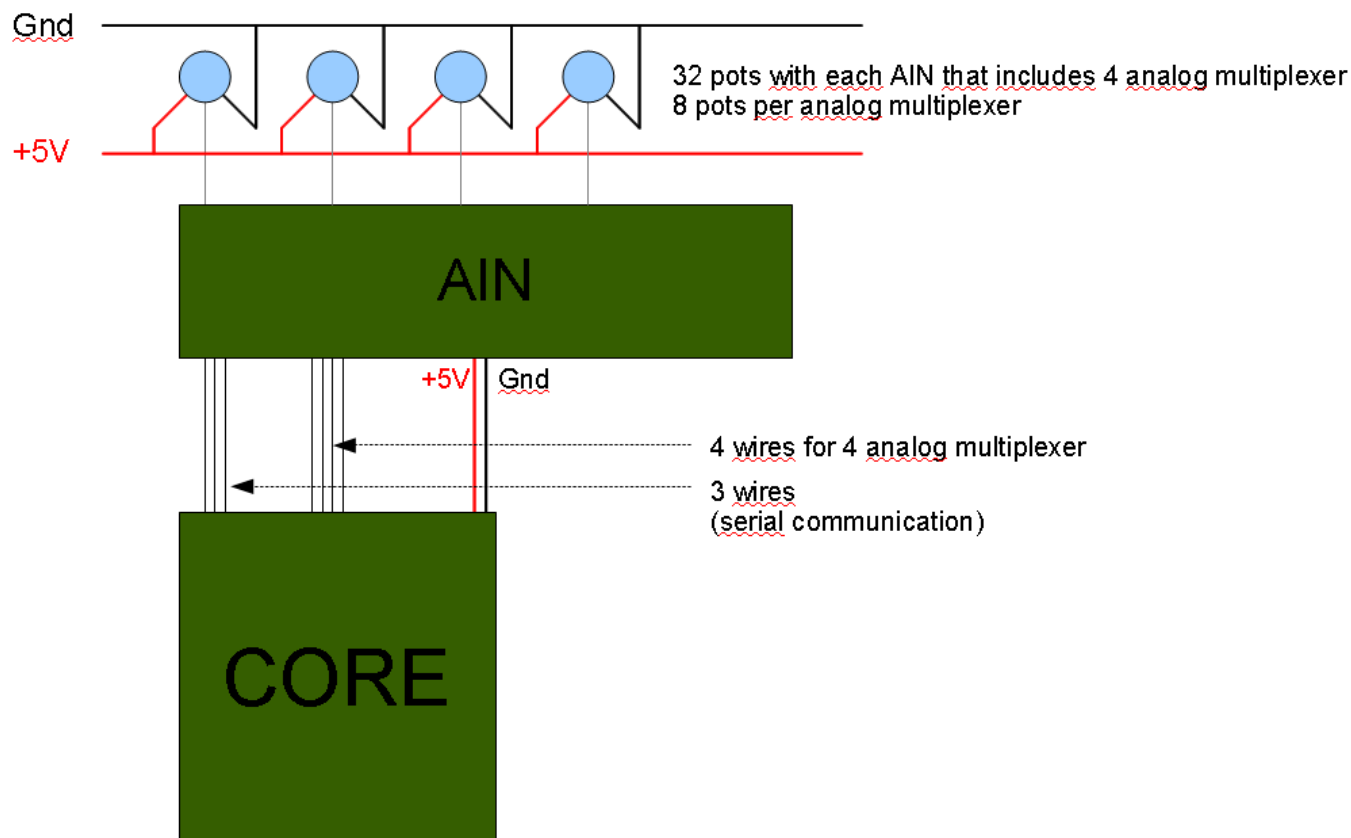 Gnd
32 pots with each AIN that includes 4 analog multiplexer
8 pots per analog multiplexer
+5V
AIN
+5V Gnd
4 wires for 4 analog multiplexer
3 wires
(serial communication)
CORE